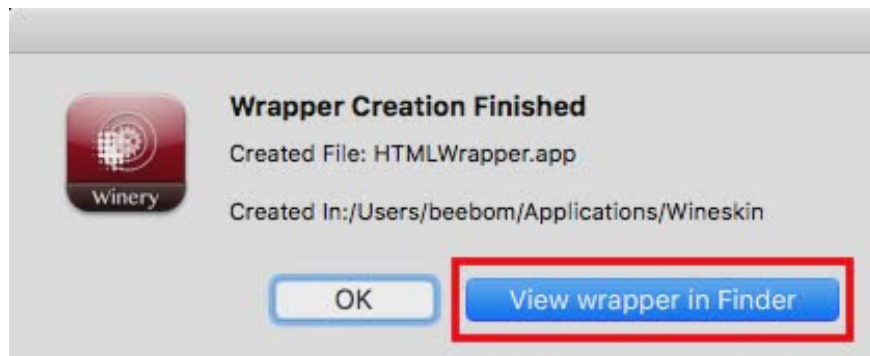 Wrapper Creation Finished
Created File: HTMLWrapper.app
Winery
Created In:/Users/beebom/Applications/Wineskin
OK
View wrapper in Finder